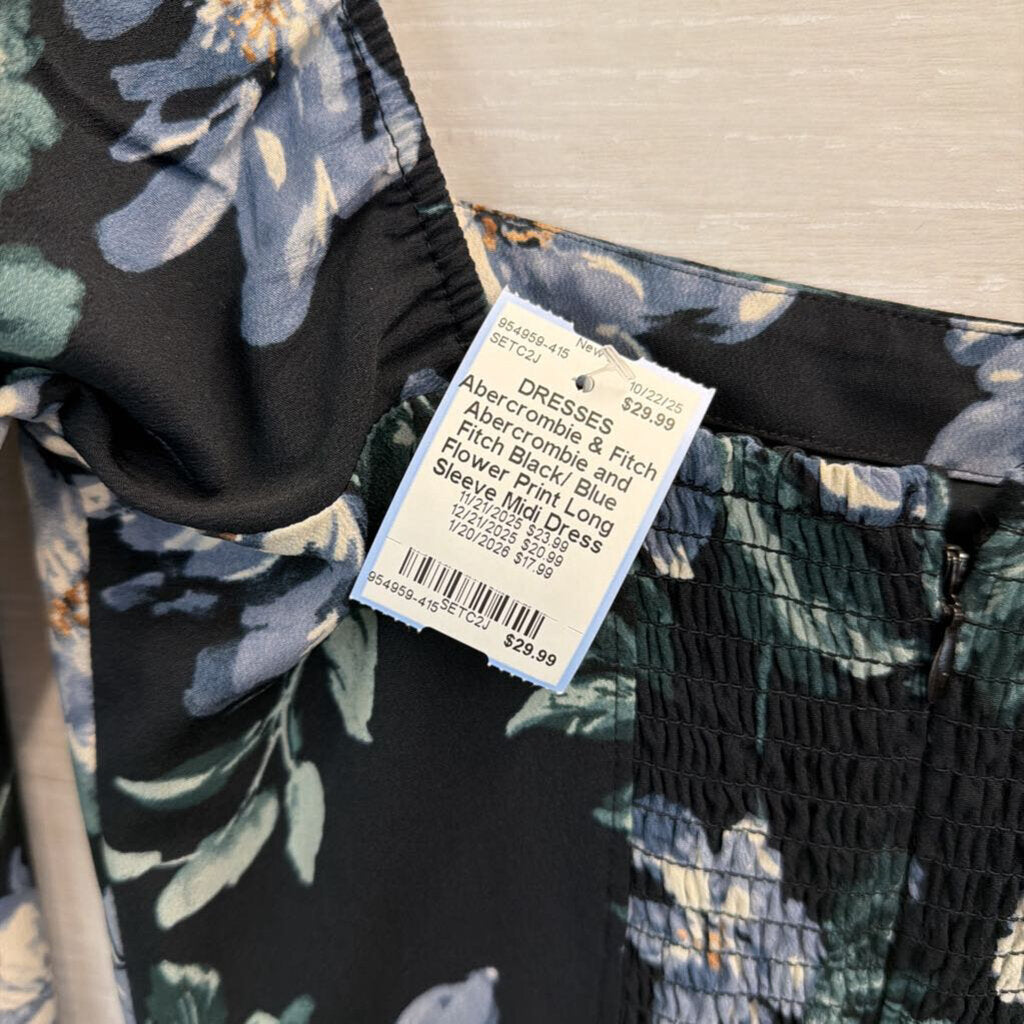 954959-415 New 10/22/25
SETC2J $29.99
DRESSES
Abercrombie & Fitch
Abercrombie and
Fitch Black/ Blue
Flower Print Long
Sleeve Midi Dress
11/21/2025 $23.99
12/21/2025 $20.99
1/20/2026 $17.99
954959-415SETC2J $29.99